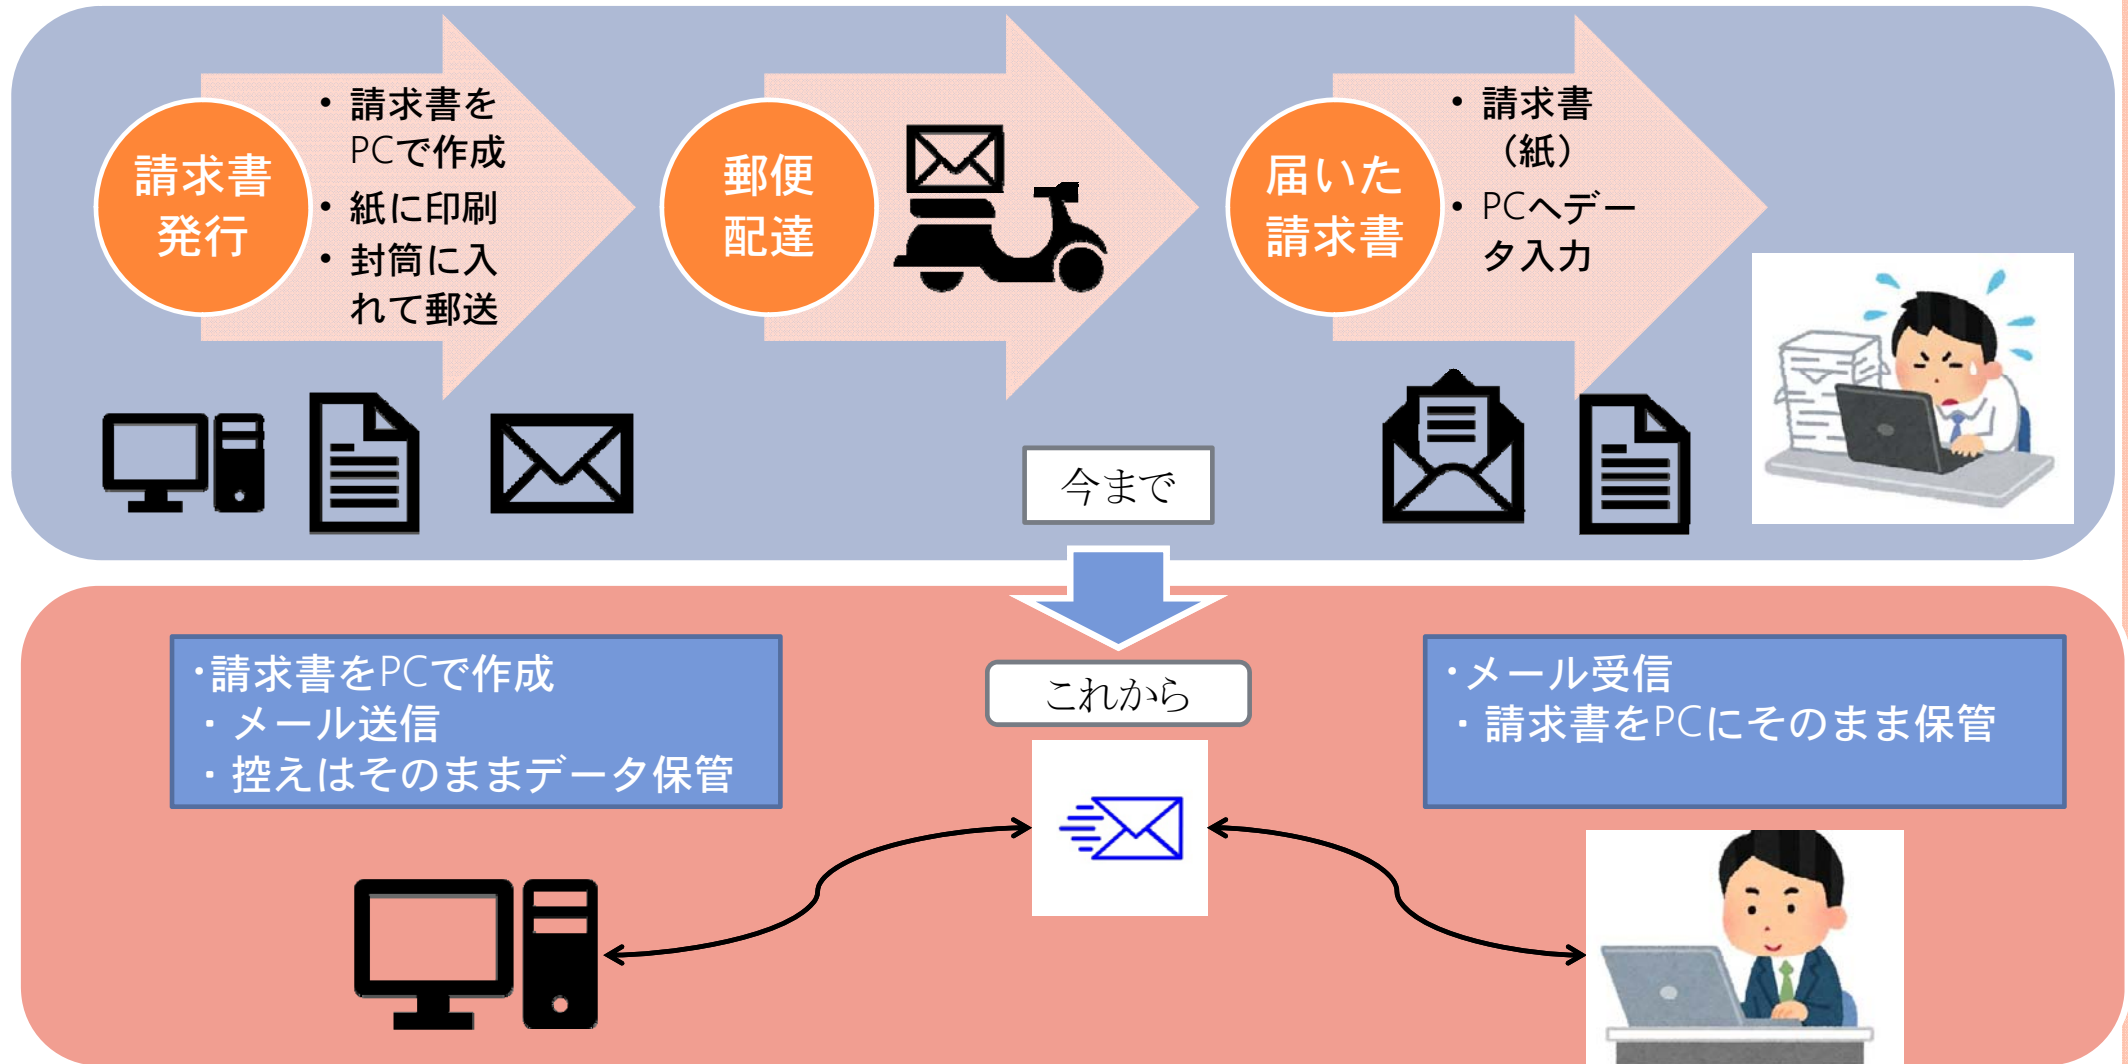 請求書
発行
・請求書を
PCで作成
・紙に印刷
・封筒に入
れて郵送
郵便
配達
届いた
請求書
・請求書
（紙）
・PCへデー
タ入力
今まで
これから
・請求書をPCで作成
・メール送信
・控えはそのままデータ保管
・メール受信
・請求書をPCにそのまま保管